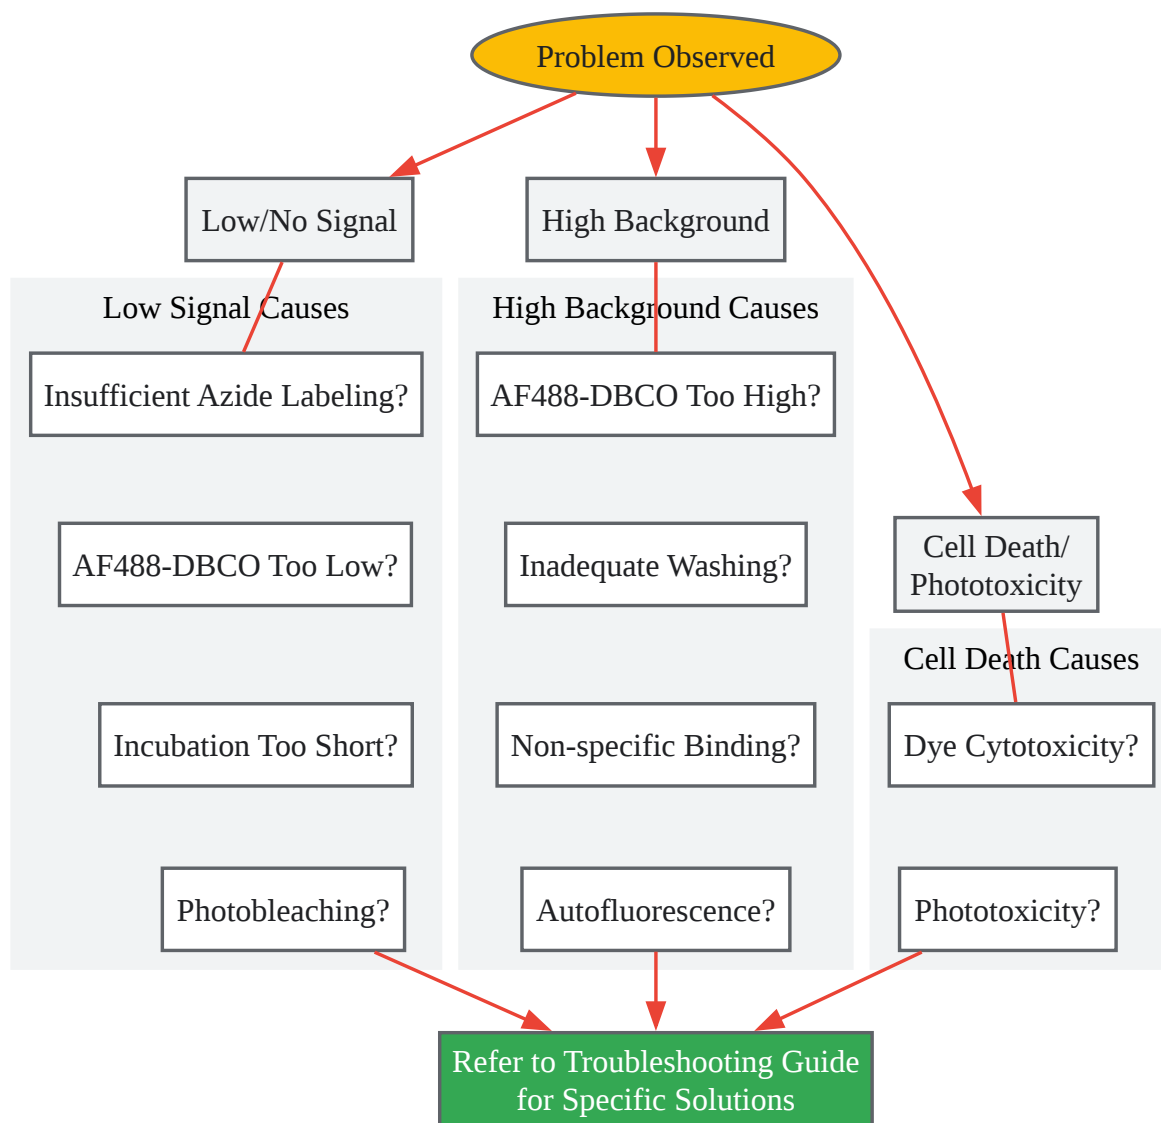 Problem Observed
Low/No Signal
High Background
Low Signal Causes
High Background Causes
Insufficient Azide Labeling?
AF488-DBCO Too High?
AF488-DBCO Too Low?
Inadequate Washing?
Cell Death/
Phototoxicity
Cell Death Causes
Incubation Too Short?
Non-specific Binding?
Dye Cytotoxicity?
Photobleaching?
Autofluorescence?
Phototoxicity?
Refer to Troubleshooting Guide
for Specific Solutions